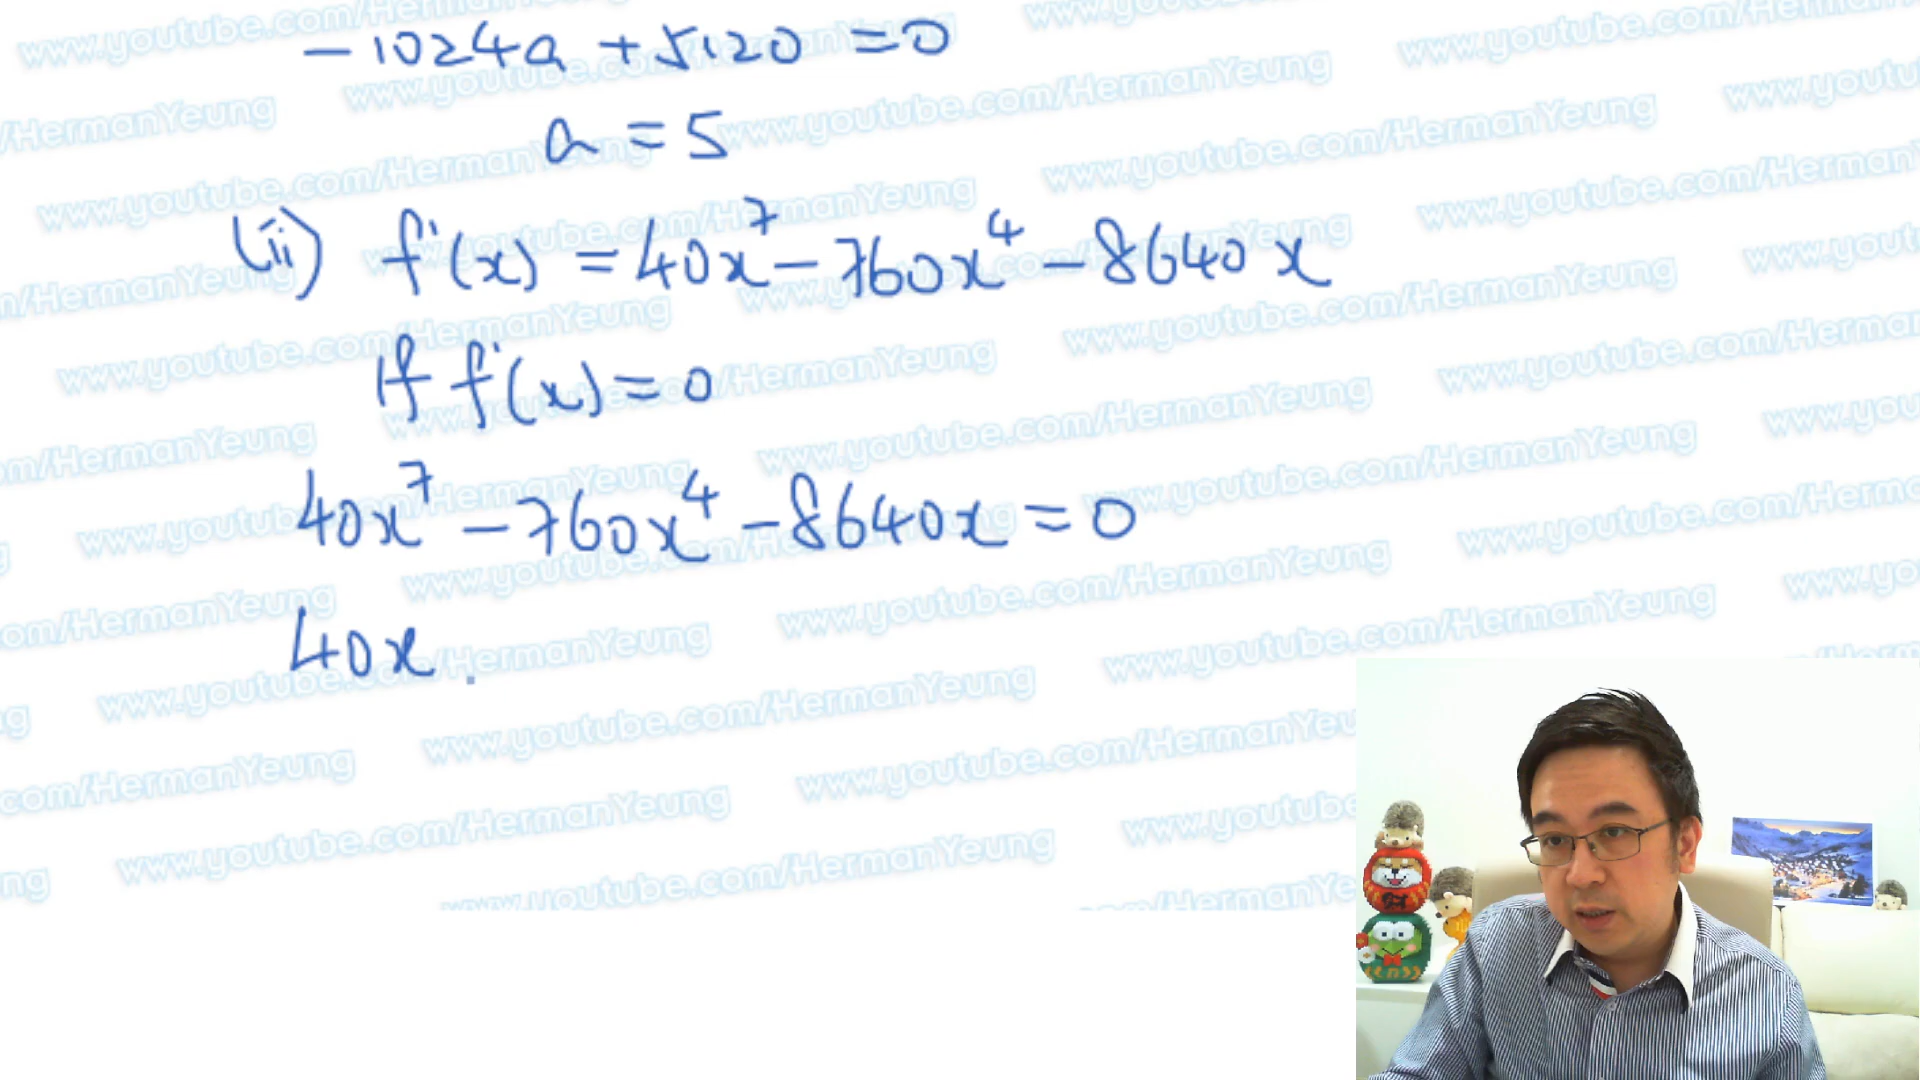 -1024a + 5120 = 0
a = 5
(ii) f'(x) = 40x⁷ - 760x⁴ - 8640x
If f'(x) = 0
40x⁷ - 760x⁴ - 8640x = 0
40x
www.youtube.com/HermanYeung